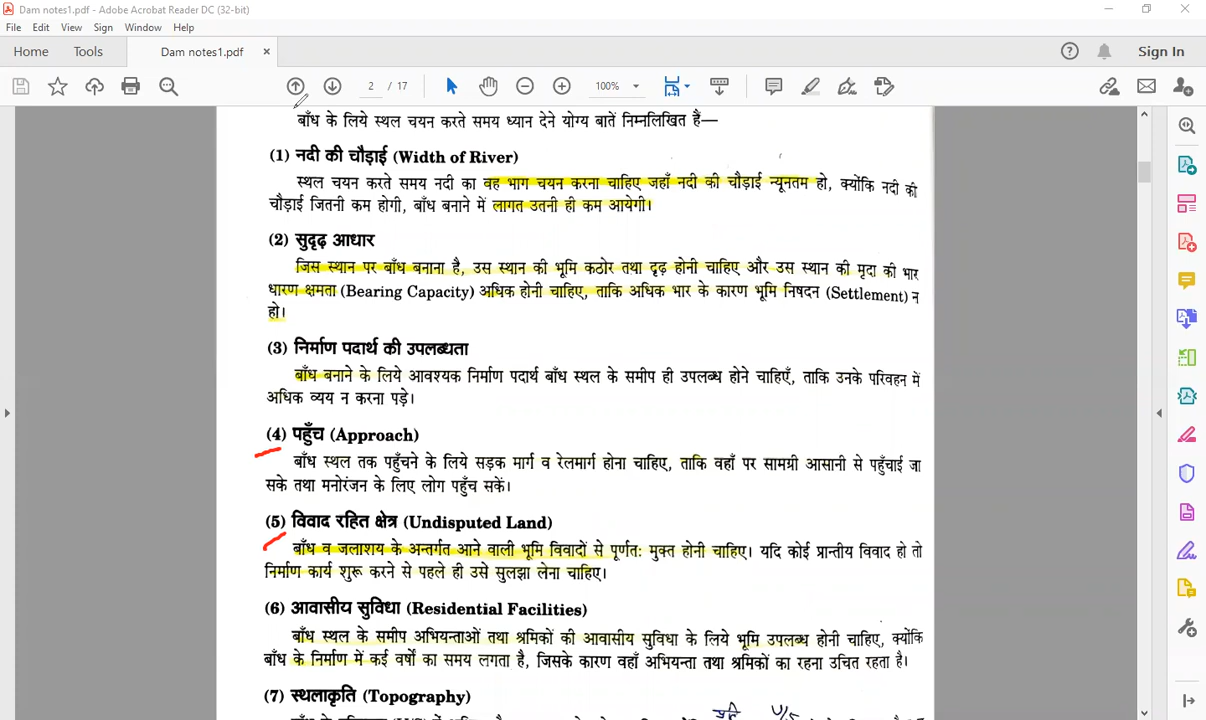 Dam notes1.pdf - Adobe Acrobat Reader DC (32-bit)
File Edit View Sign Window Help
Home Tools Dam notes1.pdf × Sign In
2 / 17 100%
बाँध के लिये स्थल चयन करते समय ध्यान देने योग्य बातें निम्नलिखित हैं—
(1) नदी की चौड़ाई (Width of River)
स्थल चयन करते समय नदी का वह भाग चयन करना चाहिए जहाँ नदी की चौड़ाई न्यूनतम हो, क्योंकि नदी की
चौड़ाई जितनी कम होगी, बाँध बनाने में लागत उतनी ही कम आयेगी।
(2) सुदृढ़ आधार
जिस स्थान पर बाँध बनाना है, उस स्थान की भूमि कठोर तथा दृढ़ होनी चाहिए और उस स्थान की मृदा की भार
धारण क्षमता (Bearing Capacity) अधिक होनी चाहिए, ताकि अधिक भार के कारण भूमि निषदन (Settlement) न
हो।
(3) निर्माण पदार्थ की उपलब्धता
बाँध बनाने के लिये आवश्यक निर्माण पदार्थ बाँध स्थल के समीप ही उपलब्ध होने चाहिएँ, ताकि उनके परिवहन में
अधिक व्यय न करना पड़े।
(4) पहुँच (Approach)
बाँध स्थल तक पहुँचने के लिये सड़क मार्ग व रेलमार्ग होना चाहिए, ताकि वहाँ पर सामग्री आसानी से पहुँचाई जा
सके तथा मनोरंजन के लिए लोग पहुँच सकें।
(5) विवाद रहित क्षेत्र (Undisputed Land)
बाँध व जलाशय के अन्तर्गत आने वाली भूमि विवादों से पूर्णतः मुक्त होनी चाहिए। यदि कोई प्रान्तीय विवाद हो तो
निर्माण कार्य शुरू करने से पहले ही उसे सुलझा लेना चाहिए।
(6) आवासीय सुविधा (Residential Facilities)
बाँध स्थल के समीप अभियन्ताओं तथा श्रमिकों की आवासीय सुविधा के लिये भूमि उपलब्ध होनी चाहिए, क्योंकि
बाँध के निर्माण में कई वर्षों का समय लगता है, जिसके कारण वहाँ अभियन्ता तथा श्रमिकों का रहना उचित रहता है।
(7) स्थलाकृति (Topography)